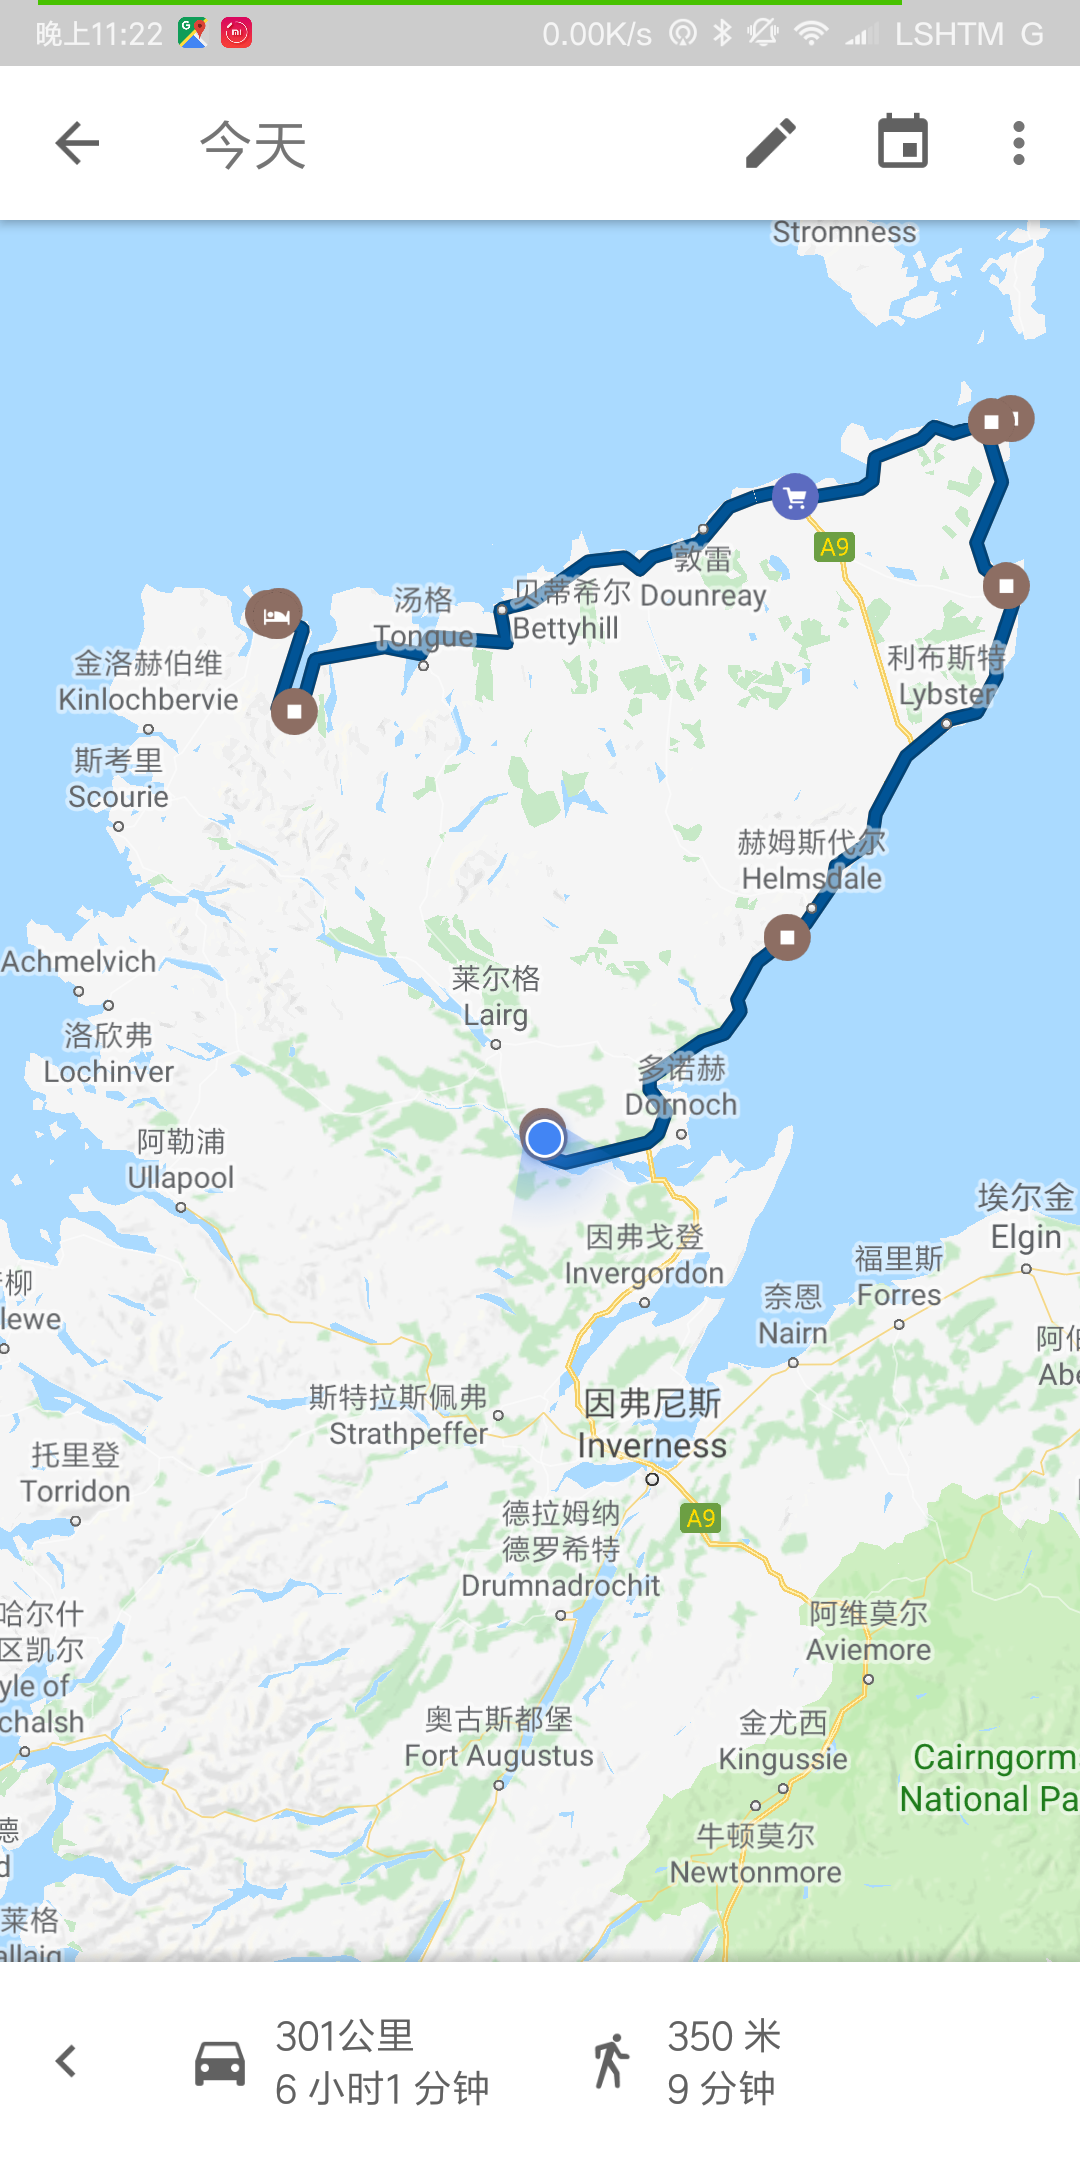 晚上11:22
0.00K/s
LSHTM G
今天
Stromness
A9
敦雷
Dounreay
贝蒂希尔
Bettyhill
汤格
Tongue
金洛赫伯维
Kinlochbervie
利布斯特
Lybster
斯考里
Scourie
赫姆斯代尔
Helmsdale
Achmelvich
莱尔格
Lairg
洛欣弗
Lochinver
多诺赫
Dornoch
阿勒浦
Ullapool
埃尔金
Elgin
因弗戈登
Invergordon
福里斯
Forres
柳
lewe
奈恩
Nairn
阿伯
Abe
斯特拉斯佩弗
Strathpeffer
因弗尼斯
Inverness
托里登
Torridon
A9
德拉姆纳
德罗希特
Drumnadrochit
哈尔什
区凯尔
yle of
chalsh
阿维莫尔
Aviemore
奥古斯都堡
Fort Augustus
金尤西
Kingussie
Cairngorm
National Pa
德
d
牛顿莫尔
Newtonmore
莱格
allaig
301公里
6 小时1 分钟
350 米
9 分钟